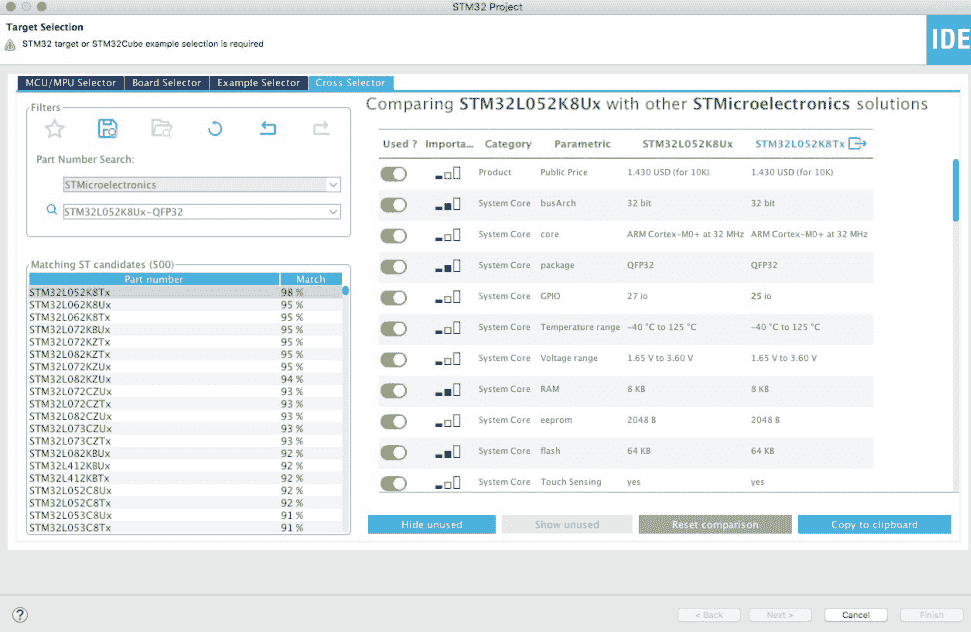 STM32 Project
Target Selection
STM32 target or STM32Cube example selection is required
IDE
MCU/MPU Selector Board Selector Example Selector Cross Selector
Filters
Part Number Search:
STMicroelectronics
STM32L052K8Ux-QFP32
Matching ST candidates (500)
Part number Match
STM32L052K8Tx 98 %
STM32L062K8Ux 95 %
STM32L062K8Tx 95 %
STM32L072KBUx 95 %
STM32L072KZTx 95 %
STM32L082KZTx 95 %
STM32L072KZUx 95 %
STM32L082KZUx 94 %
STM32L072CZUx 93 %
STM32L072CZTx 93 %
STM32L082CZUx 93 %
STM32L073CZUx 93 %
STM32L073CZTx 93 %
STM32L082KBUx 92 %
STM32L412KBUx 92 %
STM32L412KBTx 92 %
STM32L052C8Ux 92 %
STM32L052C8Tx 92 %
STM32L053C8Ux 91 %
STM32L053C8Tx 91 %
Comparing STM32L052K8Ux with other STMicroelectronics solutions
Used ? Importa... Category Parametric STM32L052K8Ux STM32L052K8Tx
Product Public Price 1.430 USD (for 10K) 1.430 USD (for 10K)
System Core busArch 32 bit 32 bit
System Core core ARM Cortex-M0+ at 32 MHz ARM Cortex-M0+ at 32 MHz
System Core package QFP32 QFP32
System Core GPIO 27 io 25 io
System Core Temperature range -40 °C to 125 °C -40 °C to 125 °C
System Core Voltage range 1.65 V to 3.60 V 1.65 V to 3.60 V
System Core RAM 8 KB 8 KB
System Core eeprom 2048 B 2048 B
System Core flash 64 KB 64 KB
System Core Touch Sensing yes yes
Hide unused Show unused Reset comparison Copy to clipboard
? < Back Next > Cancel Finish